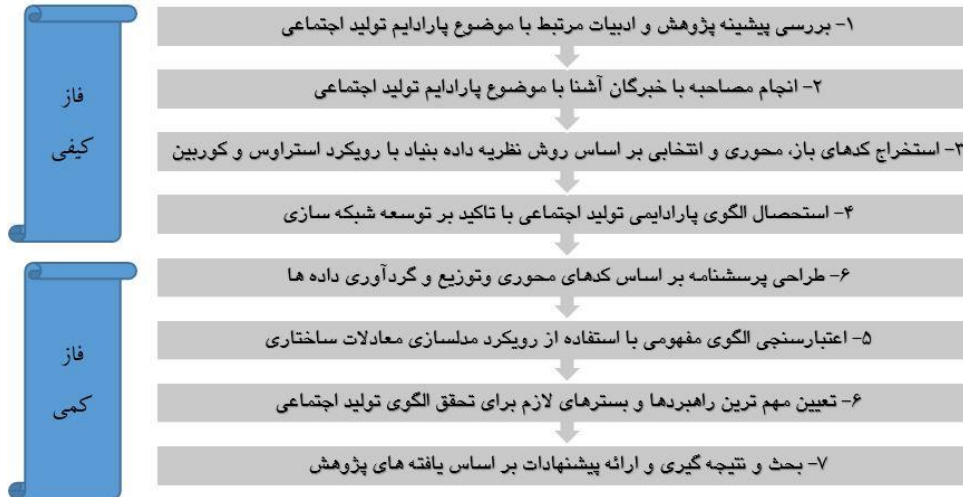 فاز
کیفی
۱- بررسی پیشینه پژوهش و ادبیات مرتبط با موضوع پارادایم تولید اجتماعی
۲- انجام مصاحبه با خبرگان آشنا با موضوع پارادایم تولید اجتماعی
۳- استخراج کدهای باز، محوری و انتخابی بر اساس روش نظریه داده بنیاد با رویکرد استراوس و کوربین
۴- استحصال الگوی پارادایمی تولید اجتماعی با تاکید بر توسعه شبکه سازی
فاز
کمی
۶- طراحی پرسشنامه بر اساس کدهای محوری وتوزیع و گردآوری داده ها
۵- اعتبارسنجی الگوی مفهومی با استفاده از رویکرد مدلسازی معادلات ساختاری
۶- تعیین مهم ترین راهبردها و بسترهای لازم برای تحقق الگوی تولید اجتماعی
۷- بحث و نتیجه گیری و ارائه پیشنهادات بر اساس یافته های پژوهش